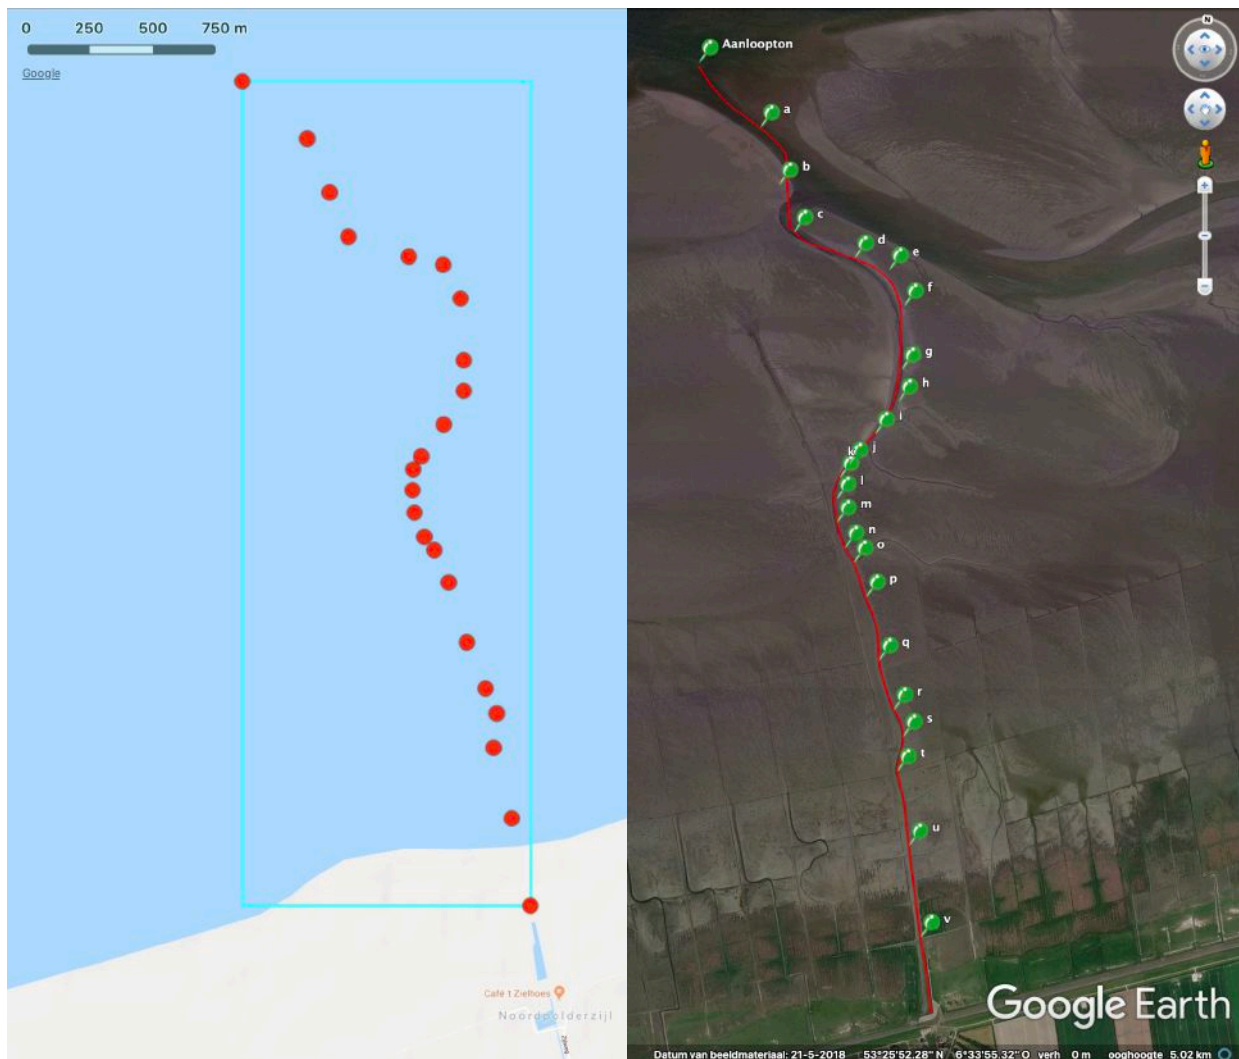 0 250 500 750 m
Google
Café t Zielhoes
Noordpolderzijl
Zijlweg
N
Aanloopton
a
b
c
d
e
f
g
h
i
j
k
l
m
n
o
p
q
r
s
t
u
v
Google Earth
Datum van beeldmateriaal: 21-5-2018 53°25'52.28" N 6°33'55.32" O verh 0 m ooghoogte 5.02 km